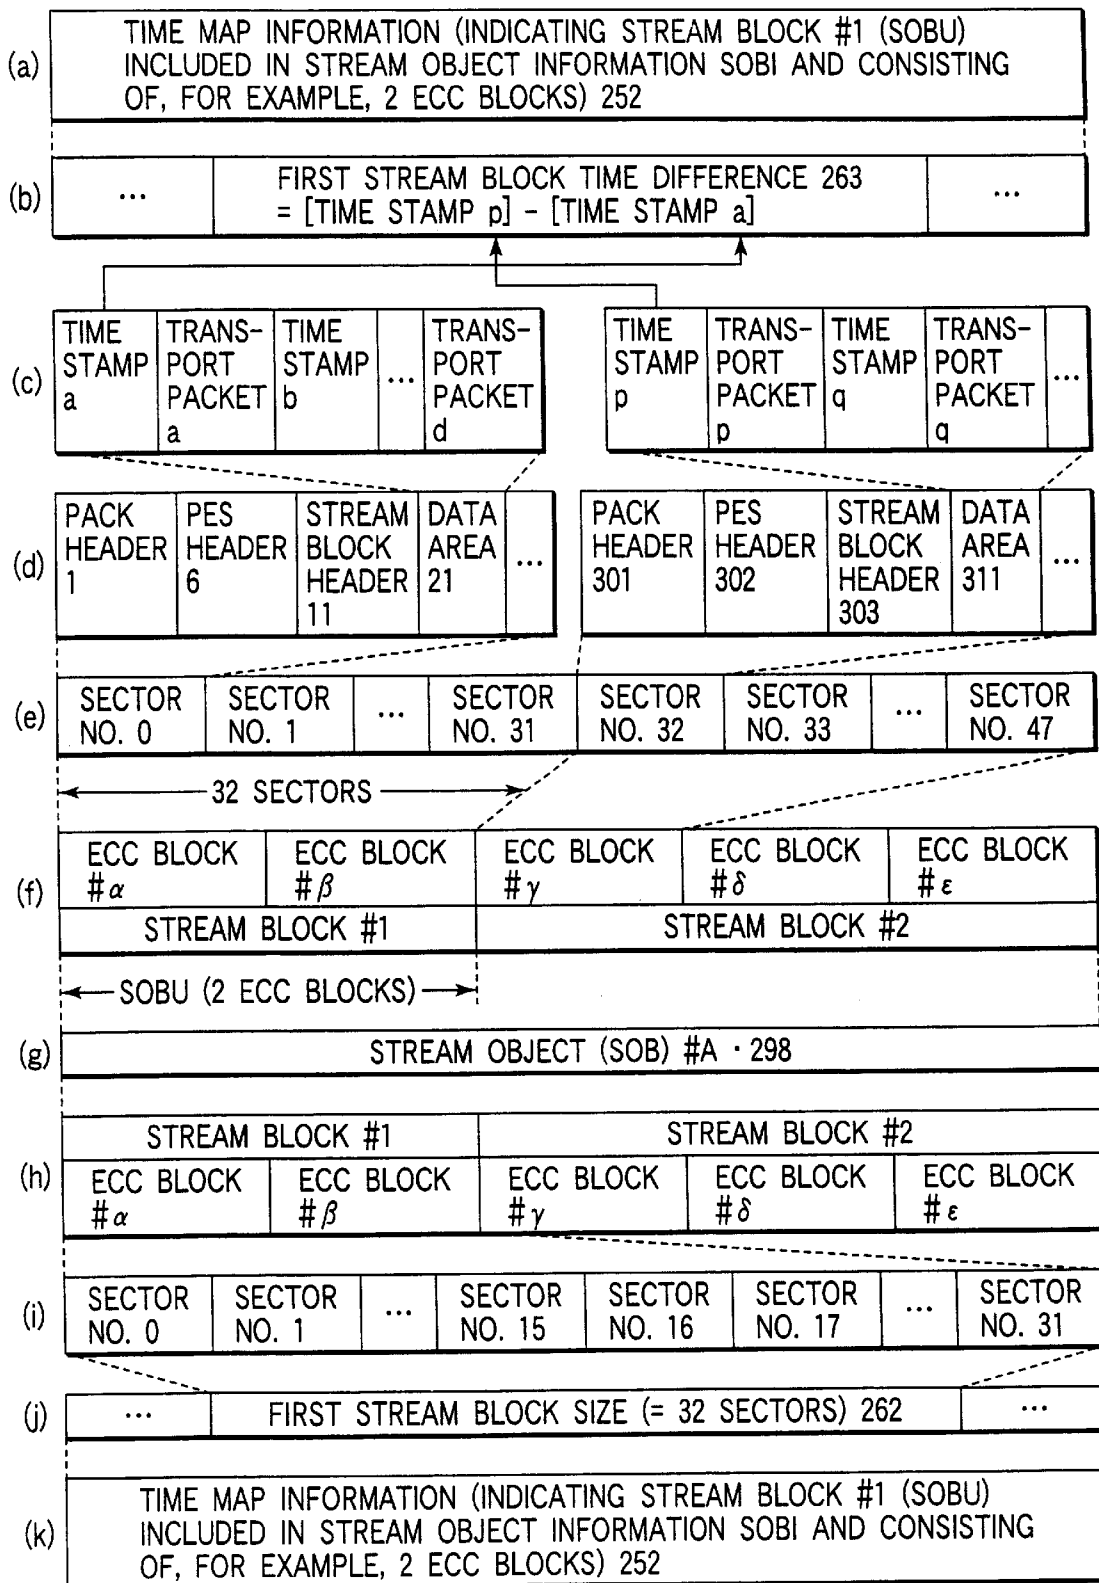 (a)
TIME MAP INFORMATION (INDICATING STREAM BLOCK #1 (SOBU)
INCLUDED IN STREAM OBJECT INFORMATION SOBI AND CONSISTING
OF, FOR EXAMPLE, 2 ECC BLOCKS) 252
(b)
...
FIRST STREAM BLOCK TIME DIFFERENCE 263
= [TIME STAMP p] - [TIME STAMP a]
...
(c)
TIME
STAMP
a
TRANS-
PORT
PACKET
a
TIME
STAMP
b
...
TRANS-
PORT
PACKET
d
TIME
STAMP
p
TRANS-
PORT
PACKET
p
TIME
STAMP
q
TRANS-
PORT
PACKET
q
...
(d)
PACK
HEADER
1
PES
HEADER
6
STREAM
BLOCK
HEADER
11
DATA
AREA
21
...
PACK
HEADER
301
PES
HEADER
302
STREAM
BLOCK
HEADER
303
DATA
AREA
311
...
(e)
SECTOR
NO. 0
SECTOR
NO. 1
...
SECTOR
NO. 31
SECTOR
NO. 32
SECTOR
NO. 33
...
SECTOR
NO. 47
32 SECTORS
(f)
ECC BLOCK
#α
ECC BLOCK
#β
ECC BLOCK
#γ
ECC BLOCK
#δ
ECC BLOCK
#ε
STREAM BLOCK #1
STREAM BLOCK #2
SOBU (2 ECC BLOCKS)
(g)
STREAM OBJECT (SOB) #A · 298
(h)
STREAM BLOCK #1
STREAM BLOCK #2
ECC BLOCK
#α
ECC BLOCK
#β
ECC BLOCK
#γ
ECC BLOCK
#δ
ECC BLOCK
#ε
(i)
SECTOR
NO. 0
SECTOR
NO. 1
...
SECTOR
NO. 15
SECTOR
NO. 16
SECTOR
NO. 17
...
SECTOR
NO. 31
(j)
...
FIRST STREAM BLOCK SIZE (= 32 SECTORS) 262
...
(k)
TIME MAP INFORMATION (INDICATING STREAM BLOCK #1 (SOBU)
INCLUDED IN STREAM OBJECT INFORMATION SOBI AND CONSISTING
OF, FOR EXAMPLE, 2 ECC BLOCKS) 252